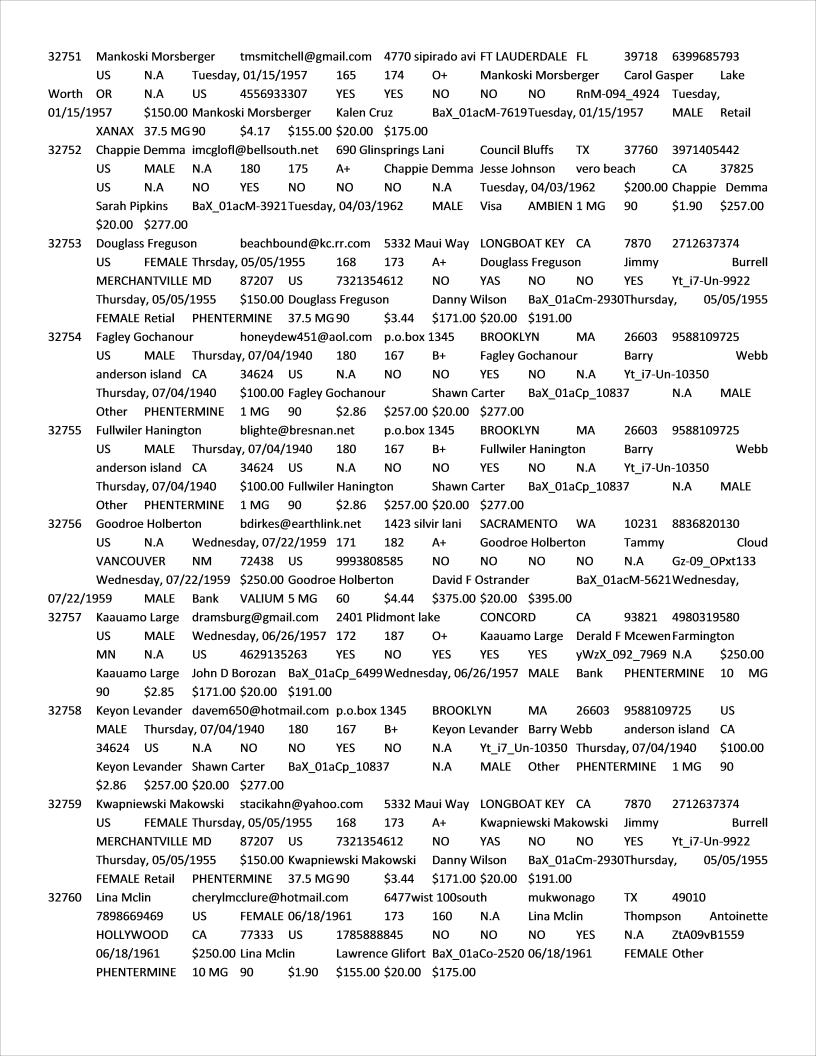 32751 Mankoski Morsberger tmsmitchell@gmail.com 4770 sipirado avi FT LAUDERDALE FL 39718 6399685793
US N.A Tuesday, 01/15/1957 165 174 O+ Mankoski Morsberger Carol Gasper Lake
Worth OR N.A US 4556933307 YES YES NO NO NO RnM-094_4924 Tuesday,
01/15/1957 $150.00 Mankoski Morsberger Kalen Cruz BaX_01acM-7619Tuesday, 01/15/1957 MALE Retail
XANAX 37.5 MG 90 $4.17 $155.00 $20.00 $175.00
32752 Chappie Demma imcglofl@bellsouth.net 690 Glinsprings Lani Council Bluffs TX 37760 3971405442
US MALE N.A 180 175 A+ Chappie Demma Jesse Johnson vero beach CA 37825
US N.A NO YES NO NO NO N.A Tuesday, 04/03/1962 $200.00 Chappie Demma
Sarah Pipkins BaX_01acM-3921Tuesday, 04/03/1962 MALE Visa AMBIEN 1 MG 90 $1.90 $257.00
$20.00 $277.00
32753 Douglass Freguson beachbound@kc.rr.com 5332 Maui Way LONGBOAT KEY CA 7870 2712637374
US FEMALE Thrsday, 05/05/1955 168 173 A+ Douglass Freguson Jimmy Burrell
MERCHANTVILLE MD 87207 US 7321354612 NO YAS NO NO YES Yt_i7-Un-9922
Thursday, 05/05/1955 $150.00 Douglass Freguson Danny Wilson BaX_01aCm-2930Thursday, 05/05/1955
FEMALE Retial PHENTERMINE 37.5 MG 90 $3.44 $171.00 $20.00 $191.00
32754 Fagley Gochanour honeydew451@aol.com p.o.box 1345 BROOKLYN MA 26603 9588109725
US MALE Thursday, 07/04/1940 180 167 B+ Fagley Gochanour Barry Webb
anderson island CA 34624 US N.A NO NO YES NO N.A Yt_i7-Un-10350
Thursday, 07/04/1940 $100.00 Fagley Gochanour Shawn Carter BaX_01aCp_10837 N.A MALE
Other PHENTERMINE 1 MG 90 $2.86 $257.00 $20.00 $277.00
32755 Fullwiler Hanington blighte@bresnan.net p.o.box 1345 BROOKLYN MA 26603 9588109725
US MALE Thursday, 07/04/1940 180 167 B+ Fullwiler Hanington Barry Webb
anderson island CA 34624 US N.A NO NO YES NO N.A Yt_i7-Un-10350
Thursday, 07/04/1940 $100.00 Fullwiler Hanington Shawn Carter BaX_01aCp_10837 N.A MALE
Other PHENTERMINE 1 MG 90 $2.86 $257.00 $20.00 $277.00
32756 Goodroe Holberton bdirkes@earthlink.net 1423 silvir lani SACRAMENTO WA 10231 8836820130
US N.A Wednesday, 07/22/1959 171 182 A+ Goodroe Holberton Tammy Cloud
VANCOUVER NM 72438 US 9993808585 NO NO NO NO N.A Gz-09_OPxt133
Wednesday, 07/22/1959 $250.00 Goodroe Holberton David F Ostrander BaX_01acM-5621Wednesday,
07/22/1959 MALE Bank VALIUM 5 MG 60 $4.44 $375.00 $20.00 $395.00
32757 Kaauamo Large dramsburg@gmail.com 2401 Plidmont lake CONCORD CA 93821 4980319580
US MALE Wednesday, 06/26/1957 172 187 O+ Kaauamo Large Derald F Mcewen Farmington
MN N.A US 4629135263 YES NO YES YES YES yWzX_092_7969 N.A $250.00
Kaauamo Large John D Borozan BaX_01aCp_6499Wednesday, 06/26/1957 MALE Bank PHENTERMINE 10 MG
90 $2.85 $171.00 $20.00 $191.00
32758 Keyon Levander davem650@hotmail.com p.o.box 1345 BROOKLYN MA 26603 9588109725 US
MALE Thursday, 07/04/1940 180 167 B+ Keyon Levander Barry Webb anderson island CA
34624 US N.A NO NO YES NO N.A Yt_i7_Un-10350 Thursday, 07/04/1940 $100.00
Keyon Levander Shawn Carter BaX_01aCp_10837 N.A MALE Other PHENTERMINE 1 MG 90
$2.86 $257.00 $20.00 $277.00
32759 Kwapniewski Makowski stacikahn@yahoo.com 5332 Maui Way LONGBOAT KEY CA 7870 2712637374
US FEMALE Thursday, 05/05/1955 168 173 A+ Kwapniewski Makowski Jimmy Burrell
MERCHANTVILLE MD 87207 US 7321354612 NO YAS NO NO YES Yt_i7-Un-9922
Thursday, 05/05/1955 $150.00 Kwapniewski Makowski Danny Wilson BaX_01aCm-2930Thursday, 05/05/1955
FEMALE Retail PHENTERMINE 37.5 MG 90 $3.44 $171.00 $20.00 $191.00
32760 Lina Mclin cherylmcclure@hotmail.com 6477wist 100south mukwonago TX 49010
7898669469 US FEMALE 06/18/1961 173 160 N.A Lina Mclin Thompson Antoinette
HOLLYWOOD CA 77333 US 1785888845 NO NO NO YES N.A ZtA09vB1559
06/18/1961 $250.00 Lina Mclin Lawrence Glifort BaX_01aCo-2520 06/18/1961 FEMALE Other
PHENTERMINE 10 MG 90 $1.90 $155.00 $20.00 $175.00